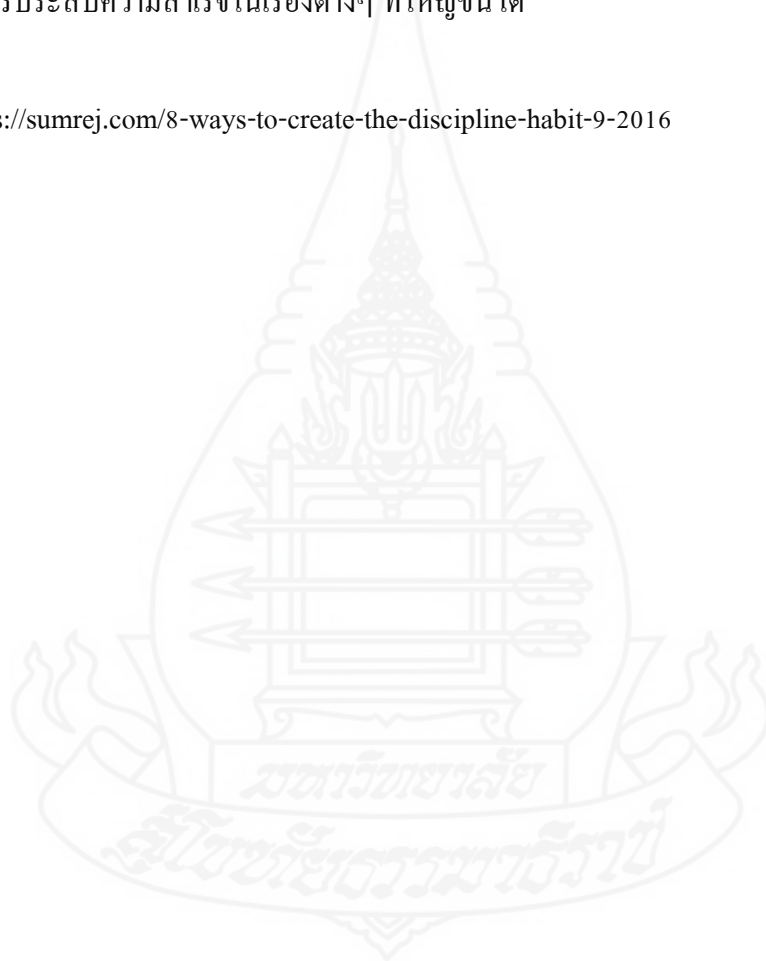 ประสบความสำเร็จในเรื่องต่างๆ ที่ใหญ่ขึ้นได้
s://sumrej.com/8-ways-to-create-the-discipline-habit-9-2016
มหาวิทยาลัย
สุโขทัยธรรมาธิราช